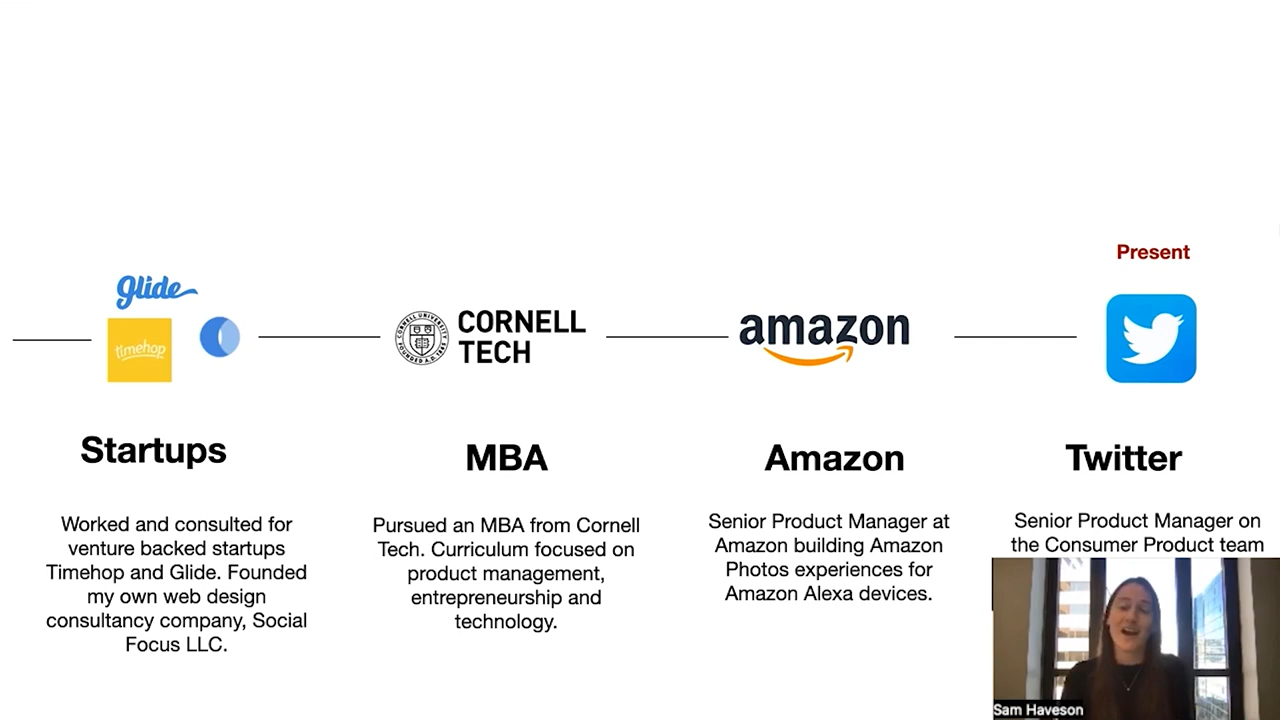 Present
glide
timehop
CORNELL
TECH
amazon
Startups
MBA
Amazon
Twitter
Worked and consulted for
venture backed startups
Timehop and Glide. Founded
my own web design
consultancy company, Social
Focus LLC.
Pursued an MBA from Cornell
Tech. Curriculum focused on
product management,
entrepreneurship and
technology.
Senior Product Manager at
Amazon building Amazon
Photos experiences for
Amazon Alexa devices.
Senior Product Manager on
the Consumer Product team
Sam Haveson